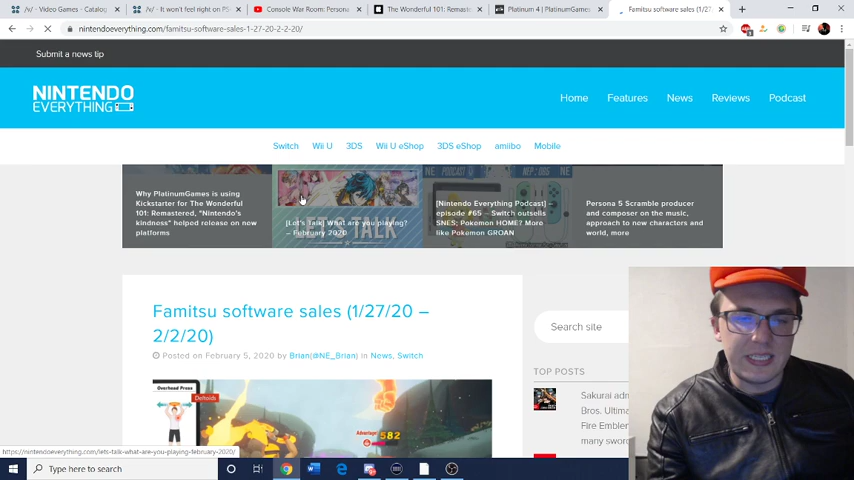 /v/ - Video Games - Catalog
/v/ - It won't feel right on PS
Console War Room: Persona
The Wonderful 101: Remaste
Platinum 4 | PlatinumGames
Famitsu software sales (1/27
nintendoeverything.com/famitsu-software-sales-1-27-20-2-2-20/
Submit a news tip
NINTENDO
EVERYTHING
Home
Features
News
Reviews
Podcast
Switch
Wii U
3DS
Wii U eShop
3DS eShop
amiibo
Mobile
Why PlatinumGames is using
Kickstarter for The Wonderful
101: Remastered, "Nintendo's
kindness" helped release on new
platforms
[Let's Talk] What are you playing?
– February 2020
LET'S TALK
[Nintendo Everything Podcast]
episode #65 – Switch outsells
SNES; Pokemon HOME? More
like Pokemon GROAN
Persona 5 Scramble producer
and composer on the music,
approach to new characters and
world, more
Famitsu software sales (1/27/20 –
2/2/20)
Posted on February 5, 2020 by Brian(@NE_Brian) in News, Switch
Search site
TOP POSTS
Sakurai adm
Bros. Ultima
Fire Emblem
many sword
Overhead Press
Deltoids
582
https://nintendoeverything.com/lets-talk-what-are-you-playing-february-2020/
Type here to search